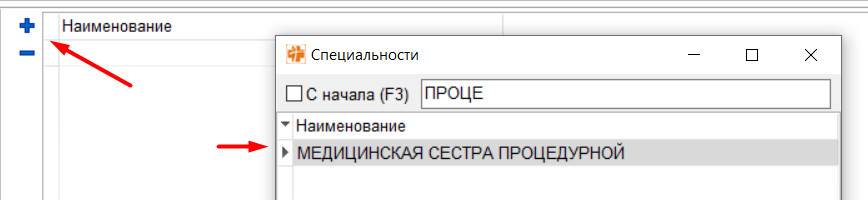 Наименование
Специальности
С начала (F3) ПРОЦЕ
Наименование
МЕДИЦИНСКАЯ СЕСТРА ПРОЦЕДУРНОЙ